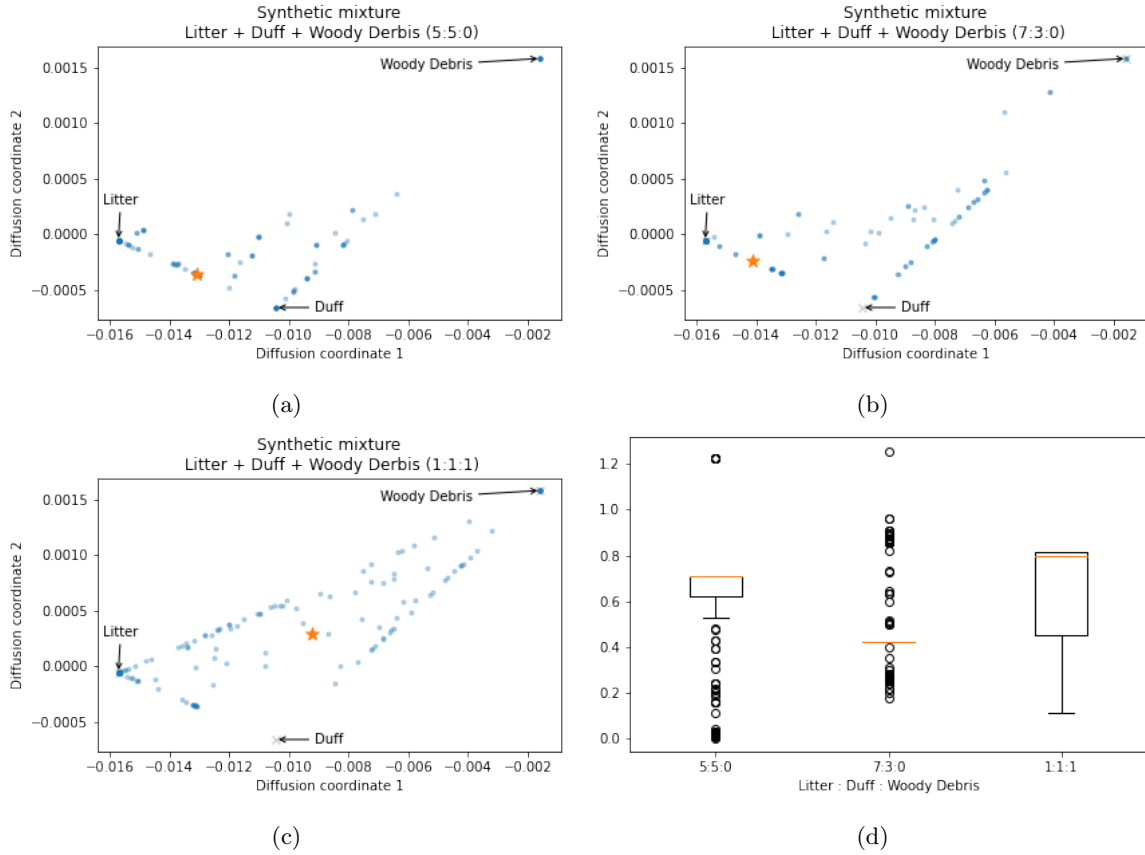 Synthetic mixture
Litter + Duff + Woody Derbis (5:5:0)
Diffusion coordinate 2
0.0015
0.0010
0.0005
0.0000
−0.0005
Woody Debris
Litter
Duff
−0.016 −0.014 −0.012 −0.010 −0.008 −0.006 −0.004 −0.002
Diffusion coordinate 1
(a)
Synthetic mixture
Litter + Duff + Woody Derbis (7:3:0)
Diffusion coordinate 2
0.0015
0.0010
0.0005
0.0000
−0.0005
Woody Debris
Litter
Duff
−0.016 −0.014 −0.012 −0.010 −0.008 −0.006 −0.004 −0.002
Diffusion coordinate 1
(b)
Synthetic mixture
Litter + Duff + Woody Derbis (1:1:1)
Diffusion coordinate 2
0.0015
0.0010
0.0005
0.0000
−0.0005
Woody Debris
Litter
Duff
−0.016 −0.014 −0.012 −0.010 −0.008 −0.006 −0.004 −0.002
Diffusion coordinate 1
(c)
1.2
1.0
0.8
0.6
0.4
0.2
0.0
5:5:0 7:3:0 1:1:1
Litter : Duff : Woody Debris
(d)